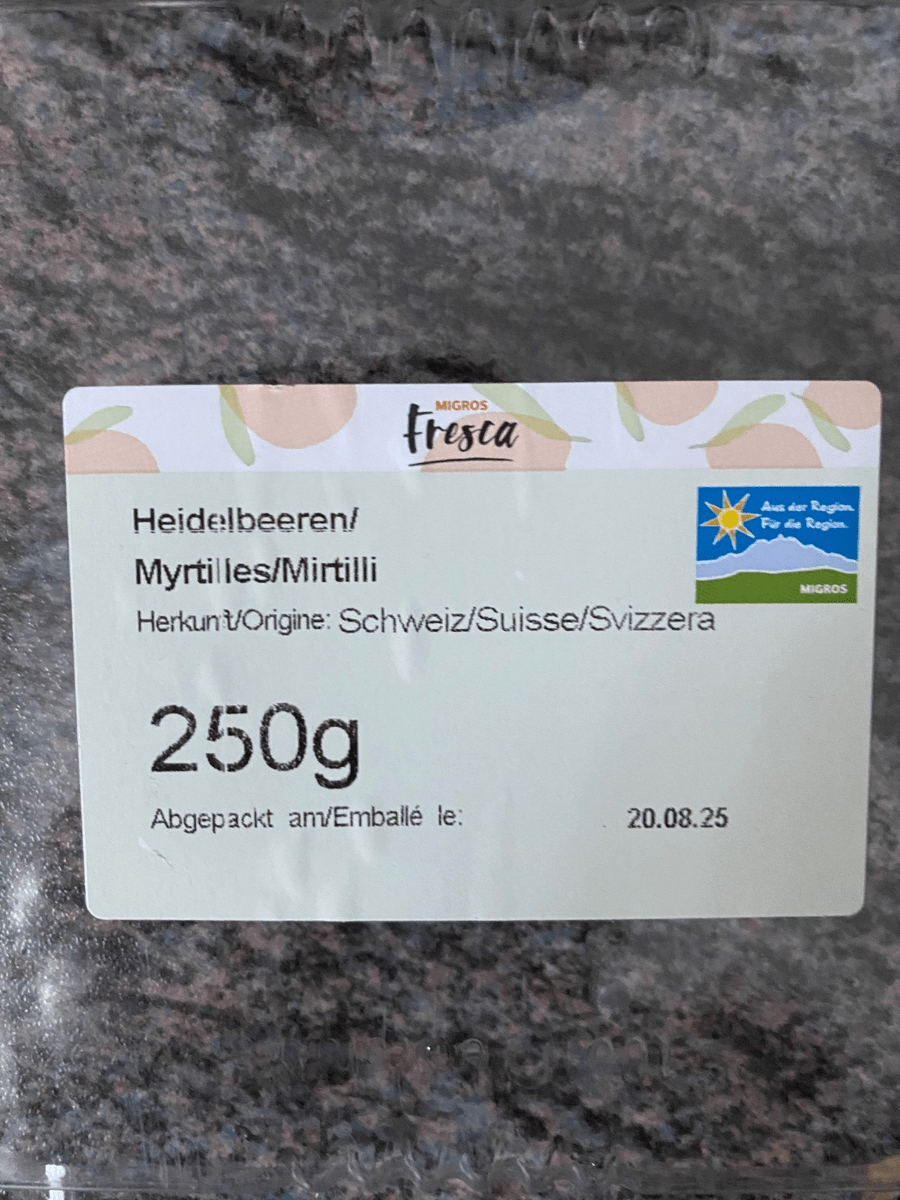 MIGROS
Fresca
Aus der Region.
Für die Region.
MIGROS
Heidelbeeren/
Myrtilles/Mirtilli
Herkunft/Origine: Schweiz/Suisse/Svizzera
250g
Abgepackt am/Emballé le: 20.08.25